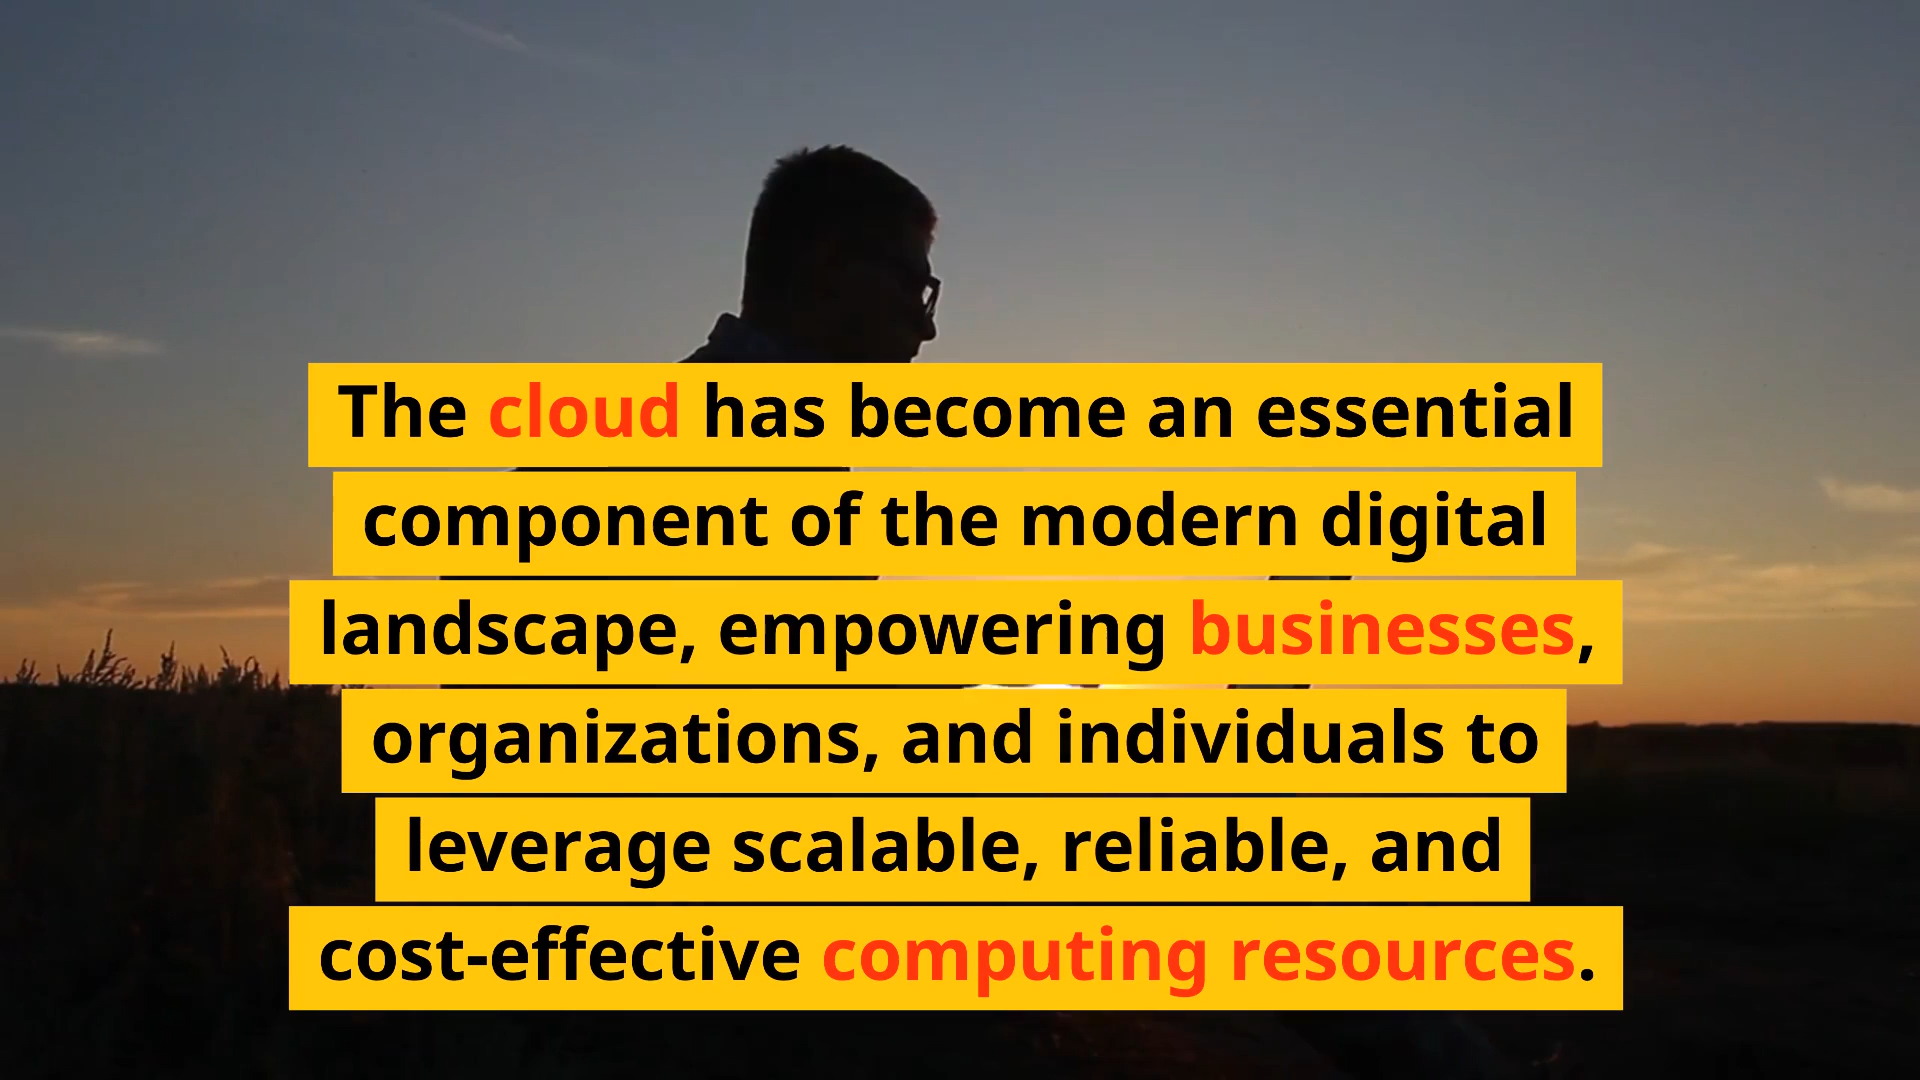 The cloud has become an essential
component of the modern digital
landscape, empowering businesses,
organizations, and individuals to
leverage scalable, reliable, and
cost-effective computing resources.